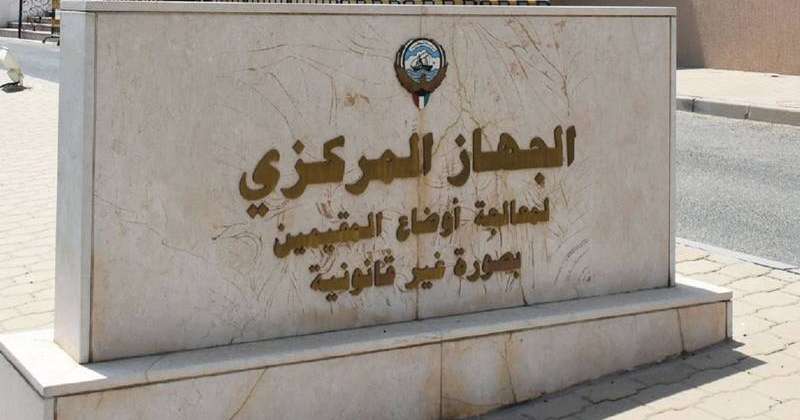 الجهاز المركزي
لمعالجة أوضاع المقيمين
بصورة غير قانونية